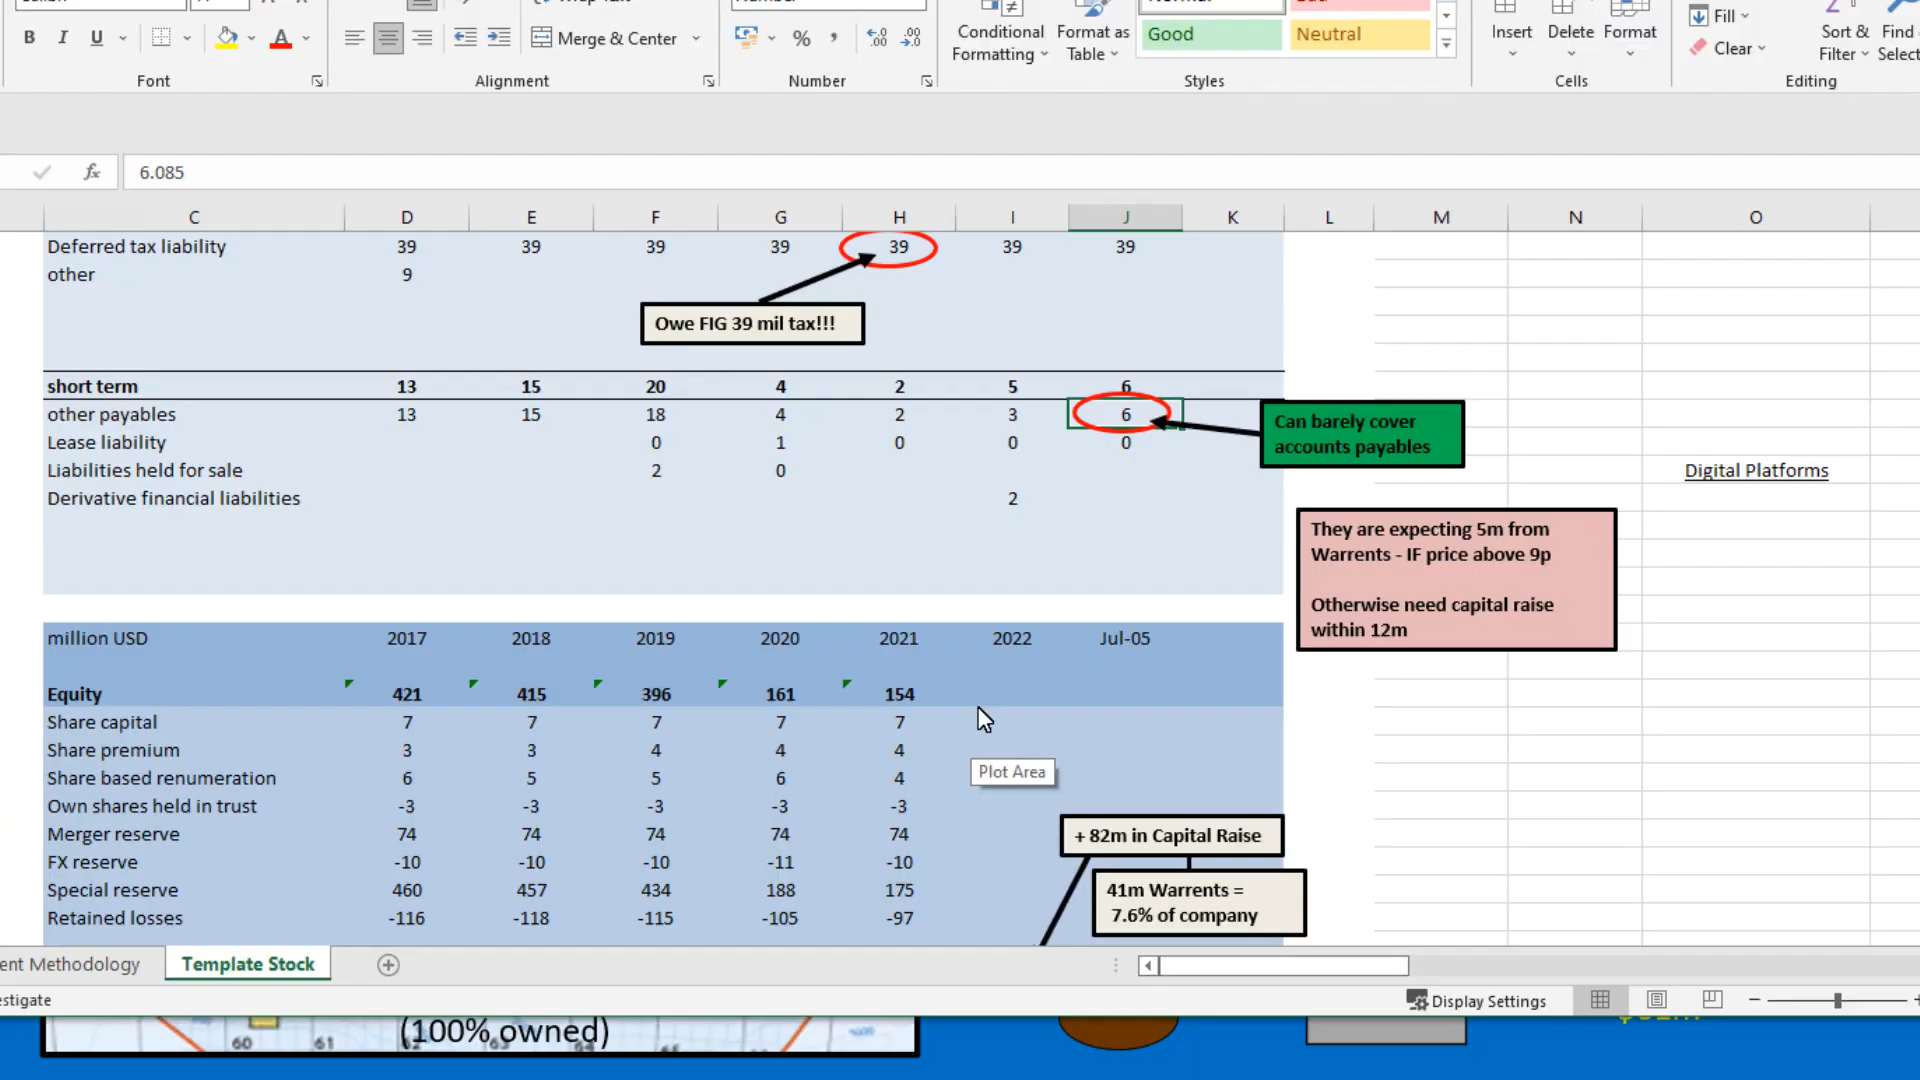 B I U Merge & Center % , Conditional Formatting Format as Table Good Neutral Insert Delete Format Fill Clear Sort & Filter Find Select
Font Alignment Number Styles Cells Editing
fx 6.085
C D E F G H I J K L M N O
Deferred tax liability 39 39 39 39 39 39 39
other 9
Owe FIG 39 mil tax!!!
short term 13 15 20 4 2 5 6
other payables 13 15 18 4 2 3 6
Can barely cover
accounts payables
Lease liability 0 1 0 0 0
Liabilities held for sale 2 0
Digital Platforms
Derivative financial liabilities 2
They are expecting 5m from
Warrents - IF price above 9p
Otherwise need capital raise
within 12m
million USD 2017 2018 2019 2020 2021 2022 Jul-05
Equity 421 415 396 161 154
Share capital 7 7 7 7 7
Share premium 3 3 4 4 4
Plot Area
Share based renumeration 6 5 5 6 4
Own shares held in trust -3 -3 -3 -3 -3
Merger reserve 74 74 74 74 74
+ 82m in Capital Raise
FX reserve -10 -10 -10 -11 -10
Special reserve 460 457 434 188 175
41m Warrents =
7.6% of company
Retained losses -116 -118 -115 -105 -97
ent Methodology Template Stock
estigate Display Settings
(100% owned)
60 61